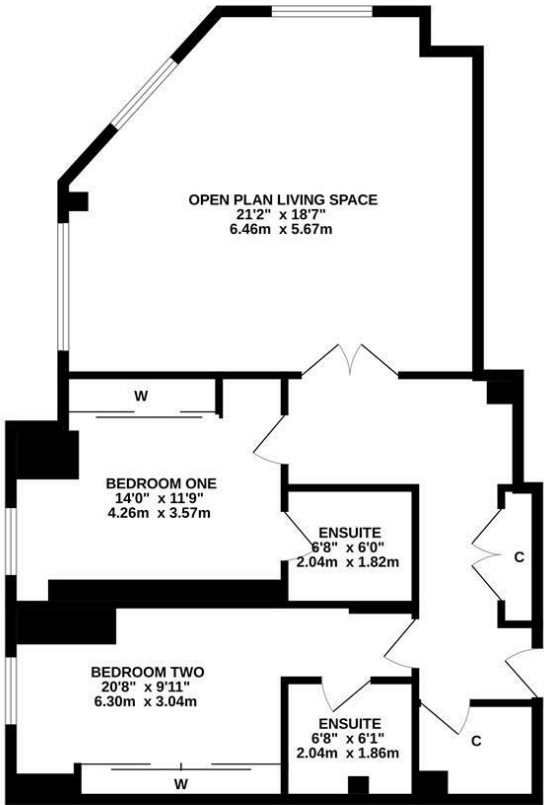 OPEN PLAN LIVING SPACE
21'2" x 18'7"
6.46m x 5.67m
W
BEDROOM ONE
14'0" x 11'9"
4.26m x 3.57m
ENSUITE
6'8" x 6'0"
2.04m x 1.82m
C
BEDROOM TWO
20'8" x 9'11"
6.30m x 3.04m
W
ENSUITE
6'8" x 6'1"
2.04m x 1.86m
C